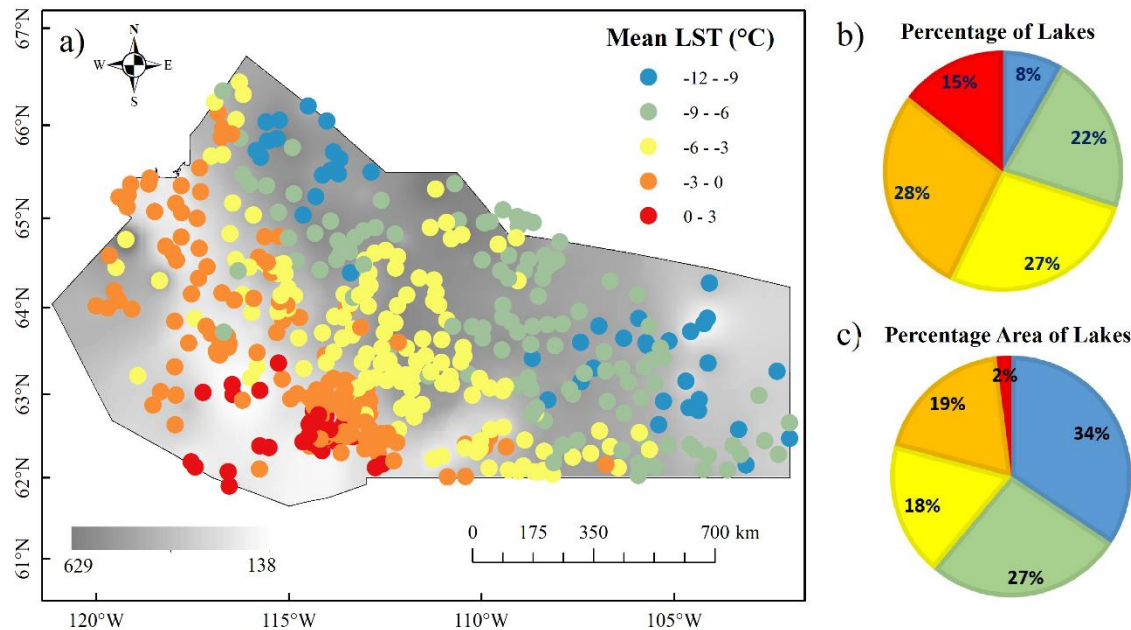 a)
N
W E
S
Mean LST (°C)
-12 - -9
-9 - -6
-6 - -3
-3 - 0
0 - 3
67°N
66°N
65°N
64°N
63°N
62°N
61°N
629 138
0 175 350 700 km
120°W 115°W 110°W 105°W
b)
Percentage of Lakes
8%
22%
27%
28%
15%
c)
Percentage Area of Lakes
2%
34%
19%
18%
27%